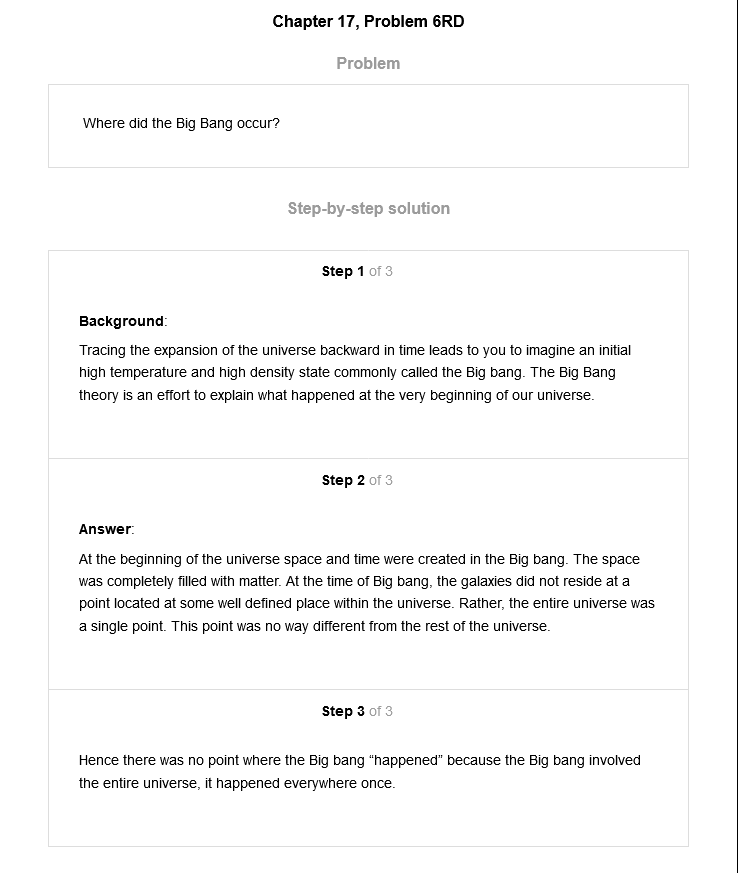 Chapter 17, Problem 6RD
Problem
Where did the Big Bang occur?
Step-by-step solution
Step 1 of 3
Background:
Tracing the expansion of the universe backward in time leads to you to imagine an initial
high temperature and high density state commonly called the Big bang. The Big Bang
theory is an effort to explain what happened at the very beginning of our universe.
Step 2 of 3
Answer:
At the beginning of the universe space and time were created in the Big bang. The space
was completely filled with matter. At the time of Big bang, the galaxies did not reside at a
point located at some well defined place within the universe. Rather, the entire universe was
a single point. This point was no way different from the rest of the universe.
Step 3 of 3
Hence there was no point where the Big bang “happened” because the Big bang involved
the entire universe, it happened everywhere once.